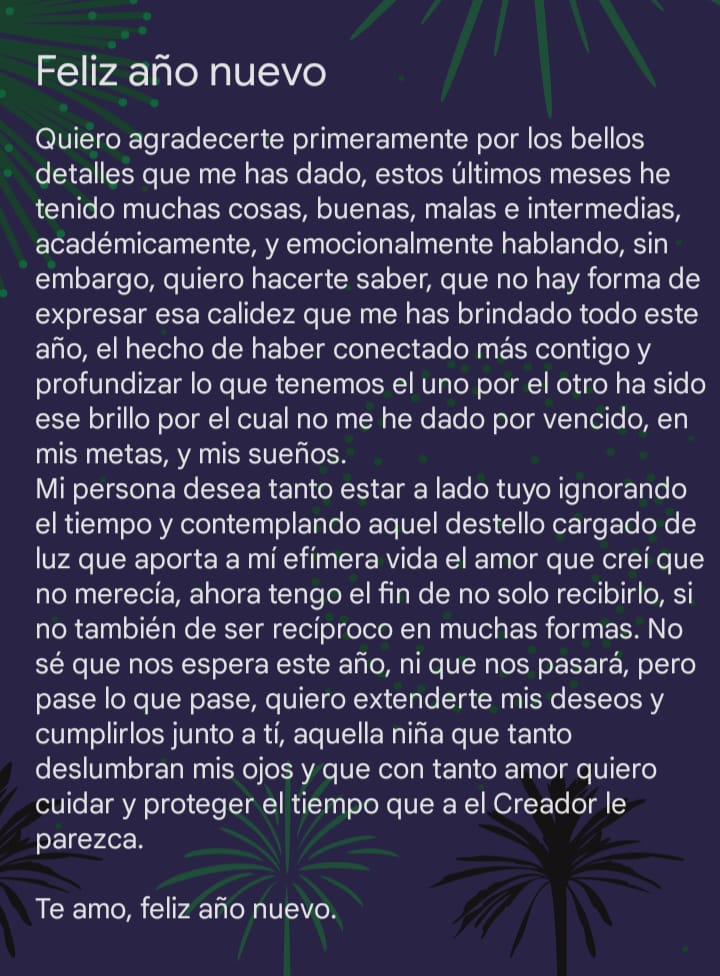 Feliz año nuevo
Quiero agradecerte primeramente por los bellos
detalles que me has dado, estos últimos meses he
tenido muchas cosas, buenas, malas e intermedias,
académicamente, y emocionalmente hablando, sin
embargo, quiero hacerte saber, que no hay forma de
expresar esa calidez que me has brindado todo este
año, el hecho de haber conectado más contigo y
profundizar lo que tenemos el uno por el otro ha sido
ese brillo por el cual no me he dado por vencido, en
mis metas, y mis sueños.
Mi persona desea tanto estar a lado tuyo ignorando
el tiempo y contemplando aquel destello cargado de
luz que aporta a mí efímera vida el amor que creí que
no merecía, ahora tengo el fin de no solo recibirlo, si
no también de ser recíproco en muchas formas. No
sé que nos espera este año, ni que nos pasará, pero
pase lo que pase, quiero extenderte mis deseos y
cumplirlos junto a tí, aquella niña que tanto
deslumbran mis ojos y que con tanto amor quiero
cuidar y proteger el tiempo que a el Creador le
parezca.
Te amo, feliz año nuevo.